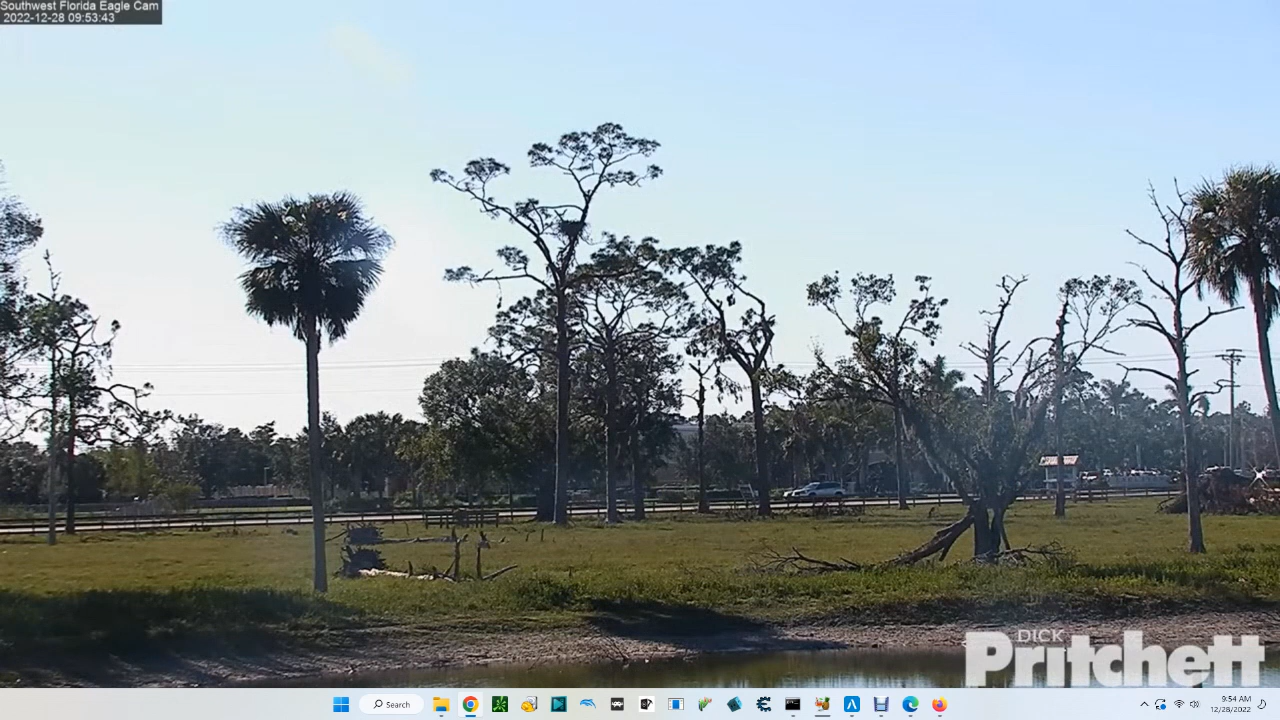 Southwest Florida Eagle Cam
2022-12-28 09:53:43
DICK
Pritchett
Search
9:54 AM
12/28/2022